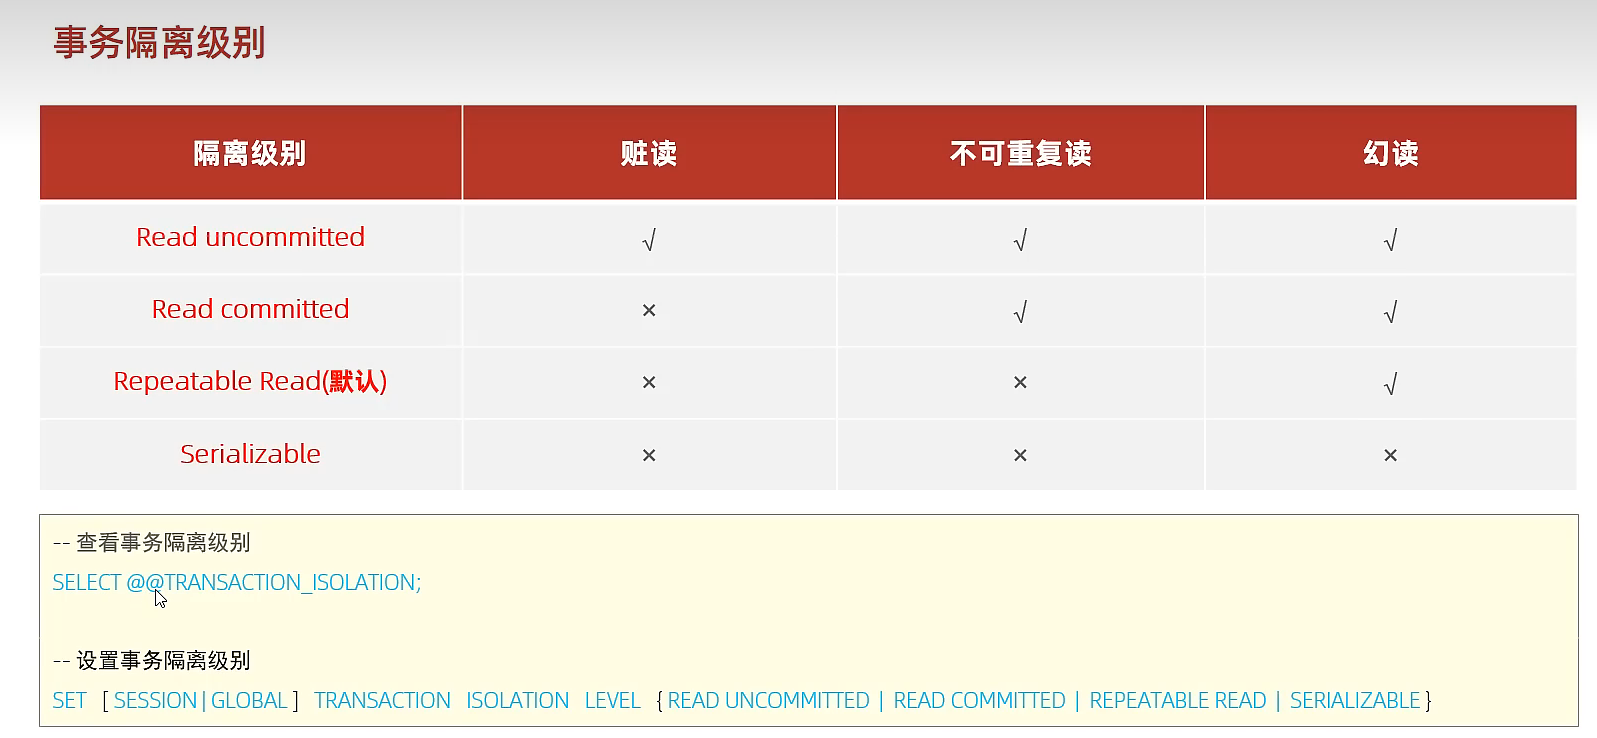 事务隔离级别
隔离级别 脏读 不可重复读 幻读
Read uncommitted √ √ √
Read committed × √ √
Repeatable Read(默认) × × √
Serializable × × ×
-- 查看事务隔离级别
SELECT @@TRANSACTION_ISOLATION;
-- 设置事务隔离级别
SET [ SESSION | GLOBAL ] TRANSACTION ISOLATION LEVEL { READ UNCOMMITTED | READ COMMITTED | REPEATABLE READ | SERIALIZABLE }